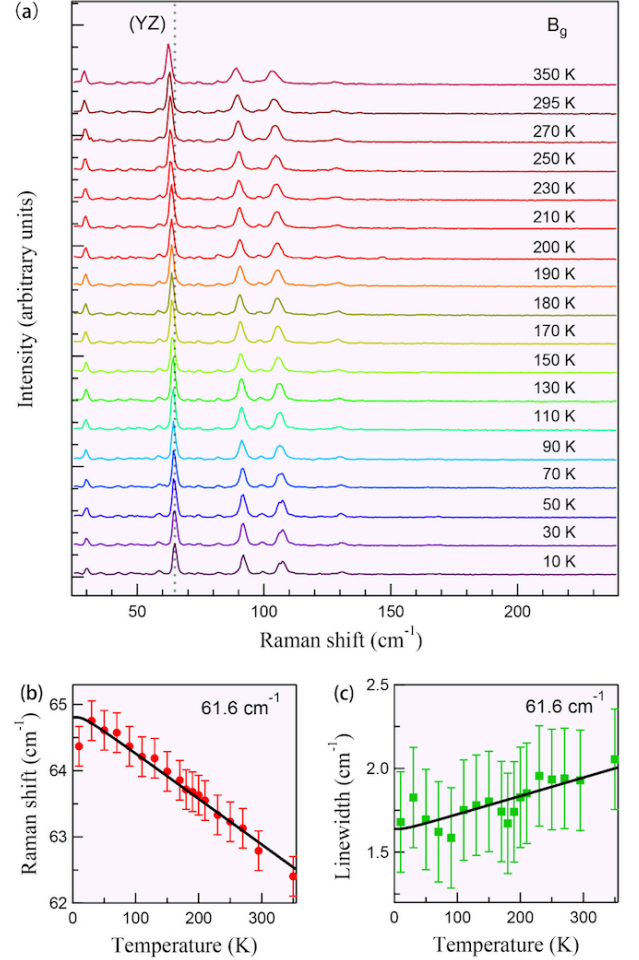 (a)
(YZ)
B_g
350 K
295 K
270 K
250 K
230 K
210 K
200 K
190 K
180 K
170 K
150 K
130 K
110 K
90 K
70 K
50 K
30 K
10 K
Intensity (arbitrary units)
50 100 150 200
Raman shift (cm⁻¹)
(b)
61.6 cm⁻¹
65
64
63
62
Raman shift (cm⁻¹)
0 100 200 300
Temperature (K)
(c)
61.6 cm⁻¹
2.5
2.0
1.5
Linewidth (cm⁻¹)
0 100 200 300
Temperature (K)